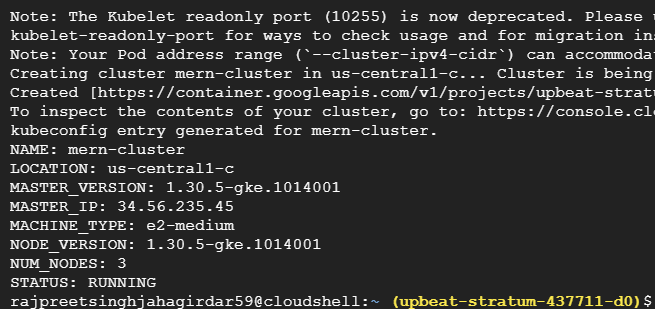 Note: The Kubelet readonly port (10255) is now deprecated. Please
kubelet-readonly-port for ways to check usage and for migration
Note: Your Pod address range (`--cluster-ipv4-cidr`) can
Creating cluster mern-cluster in us-central1-c... Cluster is being
Created [https://container.googleapis.com/v1/projects/upbeat-strat
To inspect the contents of your cluster, go to: https://console.cl
kubeconfig entry generated for mern-cluster.
NAME: mern-cluster
LOCATION: us-central1-c
MASTER_VERSION: 1.30.5-gke.1014001
MASTER_IP: 34.56.235.45
MACHINE_TYPE: e2-medium
NODE_VERSION: 1.30.5-gke.1014001
NUM_NODES: 3
STATUS: RUNNING
rajpreetsinghjahagirdar59@cloudshell:~ (upbeat-stratum-437711-d0)$